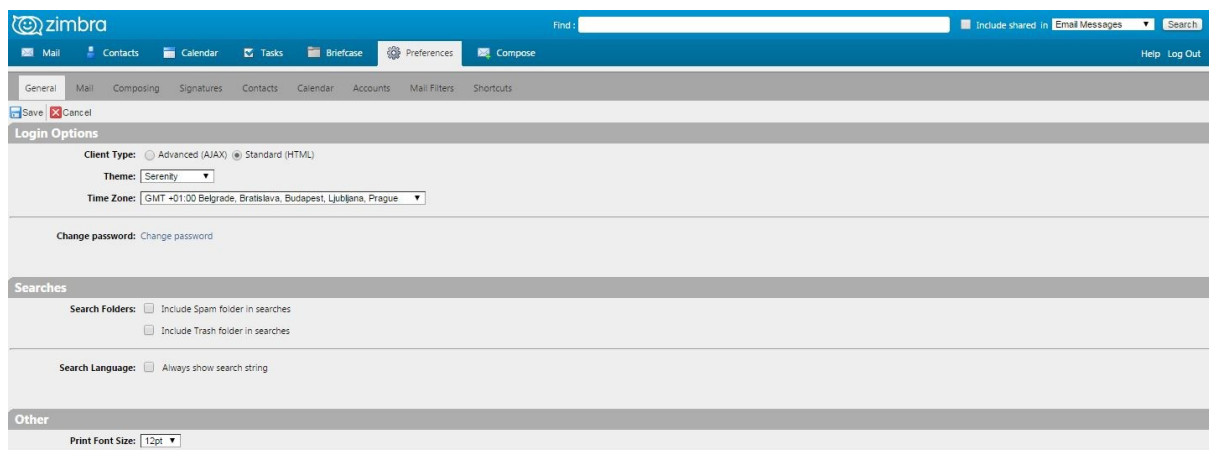 zimbra Find : Include shared in Email Messages Search
Mail Contacts Calendar Tasks Briefcase Preferences Compose Help Log Out
General Mail Composing Signatures Contacts Calendar Accounts Mail Filters Shortcuts
Save Cancel
Login Options
Client Type: Advanced (AJAX) Standard (HTML)
Theme: Serenity
Time Zone: GMT +01:00 Belgrade, Bratislava, Budapest, Ljubljana, Prague
Change password: Change password
Searches
Search Folders: Include Spam folder in searches
Include Trash folder in searches
Search Language: Always show search string
Other
Print Font Size: 12pt